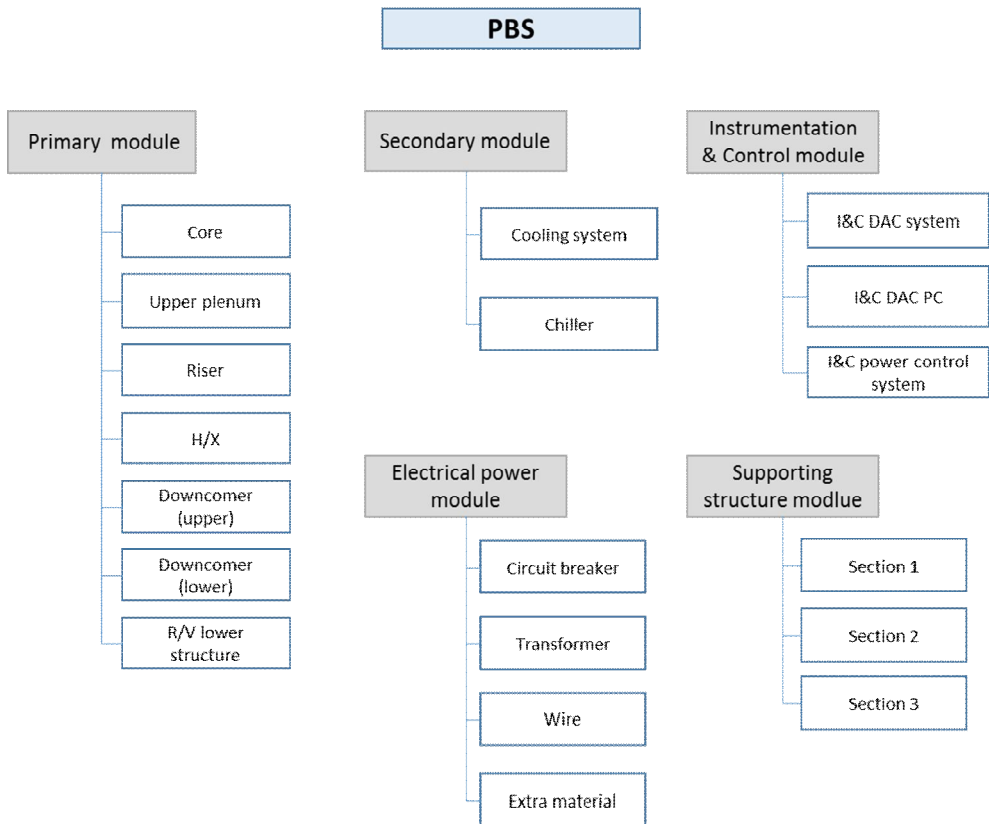 PBS
Primary module
Core
Upper plenum
Riser
H/X
Downcomer
(upper)
Downcomer
(lower)
R/V lower
structure
Secondary module
Cooling system
Chiller
Instrumentation
& Control module
I&C DAC system
I&C DAC PC
I&C power control
system
Electrical power
module
Circuit breaker
Transformer
Wire
Extra material
Supporting
structure modlue
Section 1
Section 2
Section 3